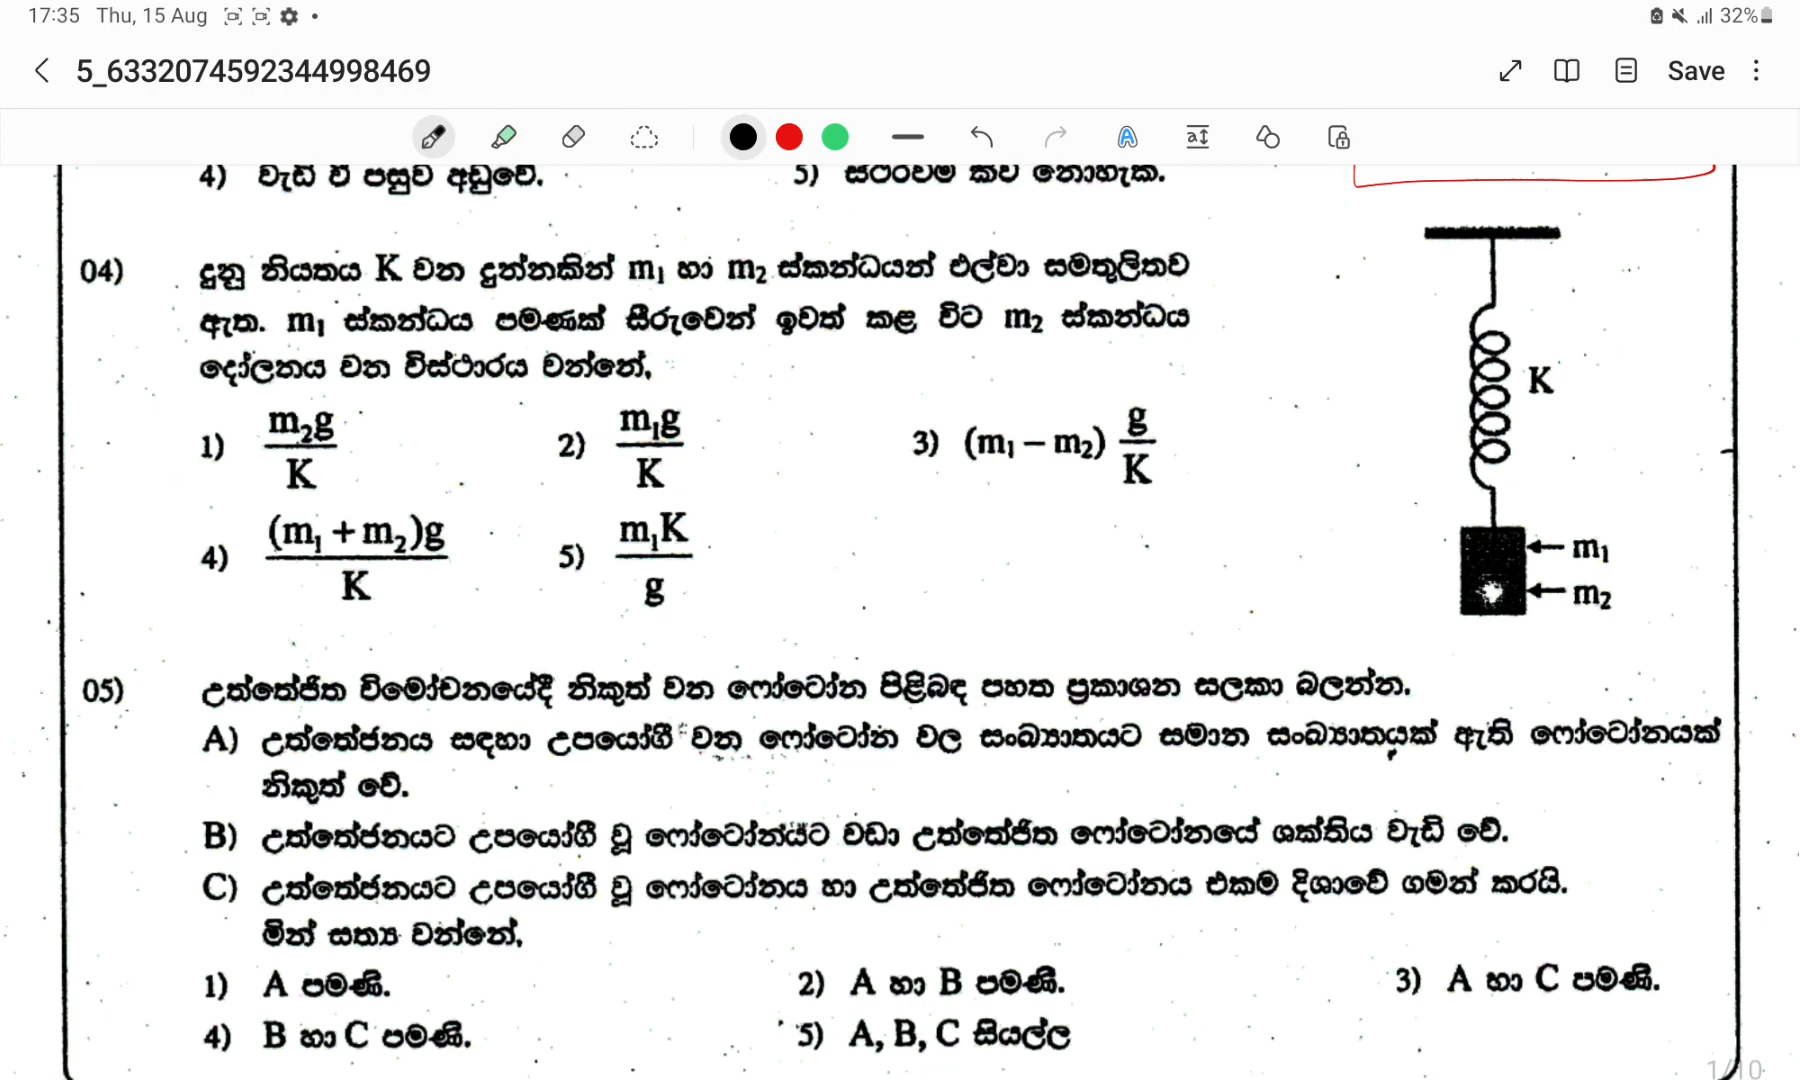 17:35 Thu, 15 Aug 32%
5_6332074592344998469 Save
4) වැඩි වී පසුව අඩුවේ. 5) ස්ථිරවම කිව නොහැක.
04) දුනු නියතය K වන දුන්නකින් m₁ හා m₂ ස්කන්ධයන් එල්වා සමතුලිතව
ඇත. m₁ ස්කන්ධය පමණක් සීරුවෙන් ඉවත් කළ විට m₂ ස්කන්ධය
දෝලනය වන විස්ථාරය වන්නේ,
1) m₂g/K 2) m₁g/K 3) (m₁ – m₂) g/K
4) (m₁ + m₂)g/K 5) m₁K/g
K
m₁
m₂
05) උත්තේජිත විමෝචනයේදී නිකුත් වන ෆෝටෝන පිළිබඳ පහත ප්‍රකාශන සලකා බලන්න.
A) උත්තේජනය සඳහා උපයෝගී වන ෆෝටෝන වල සංඛ්‍යාතයට සමාන සංඛ්‍යාතයක් ඇති ෆෝටෝනයක්
නිකුත් වේ.
B) උත්තේජනයට උපයෝගී වූ ෆෝටෝන්යට වඩා උත්තේජිත ෆෝටෝනයේ ශක්තිය වැඩි වේ.
C) උත්තේජනයට උපයෝගී වූ ෆෝටෝනය හා උත්තේජිත ෆෝටෝනය එකම දිශාවේ ගමන් කරයි.
මින් සත්‍ය වන්නේ,
1) A පමණි. 2) A හා B පමණි. 3) A හා C පමණි.
4) B හා C පමණි. 5) A, B, C සියල්ල
1/10